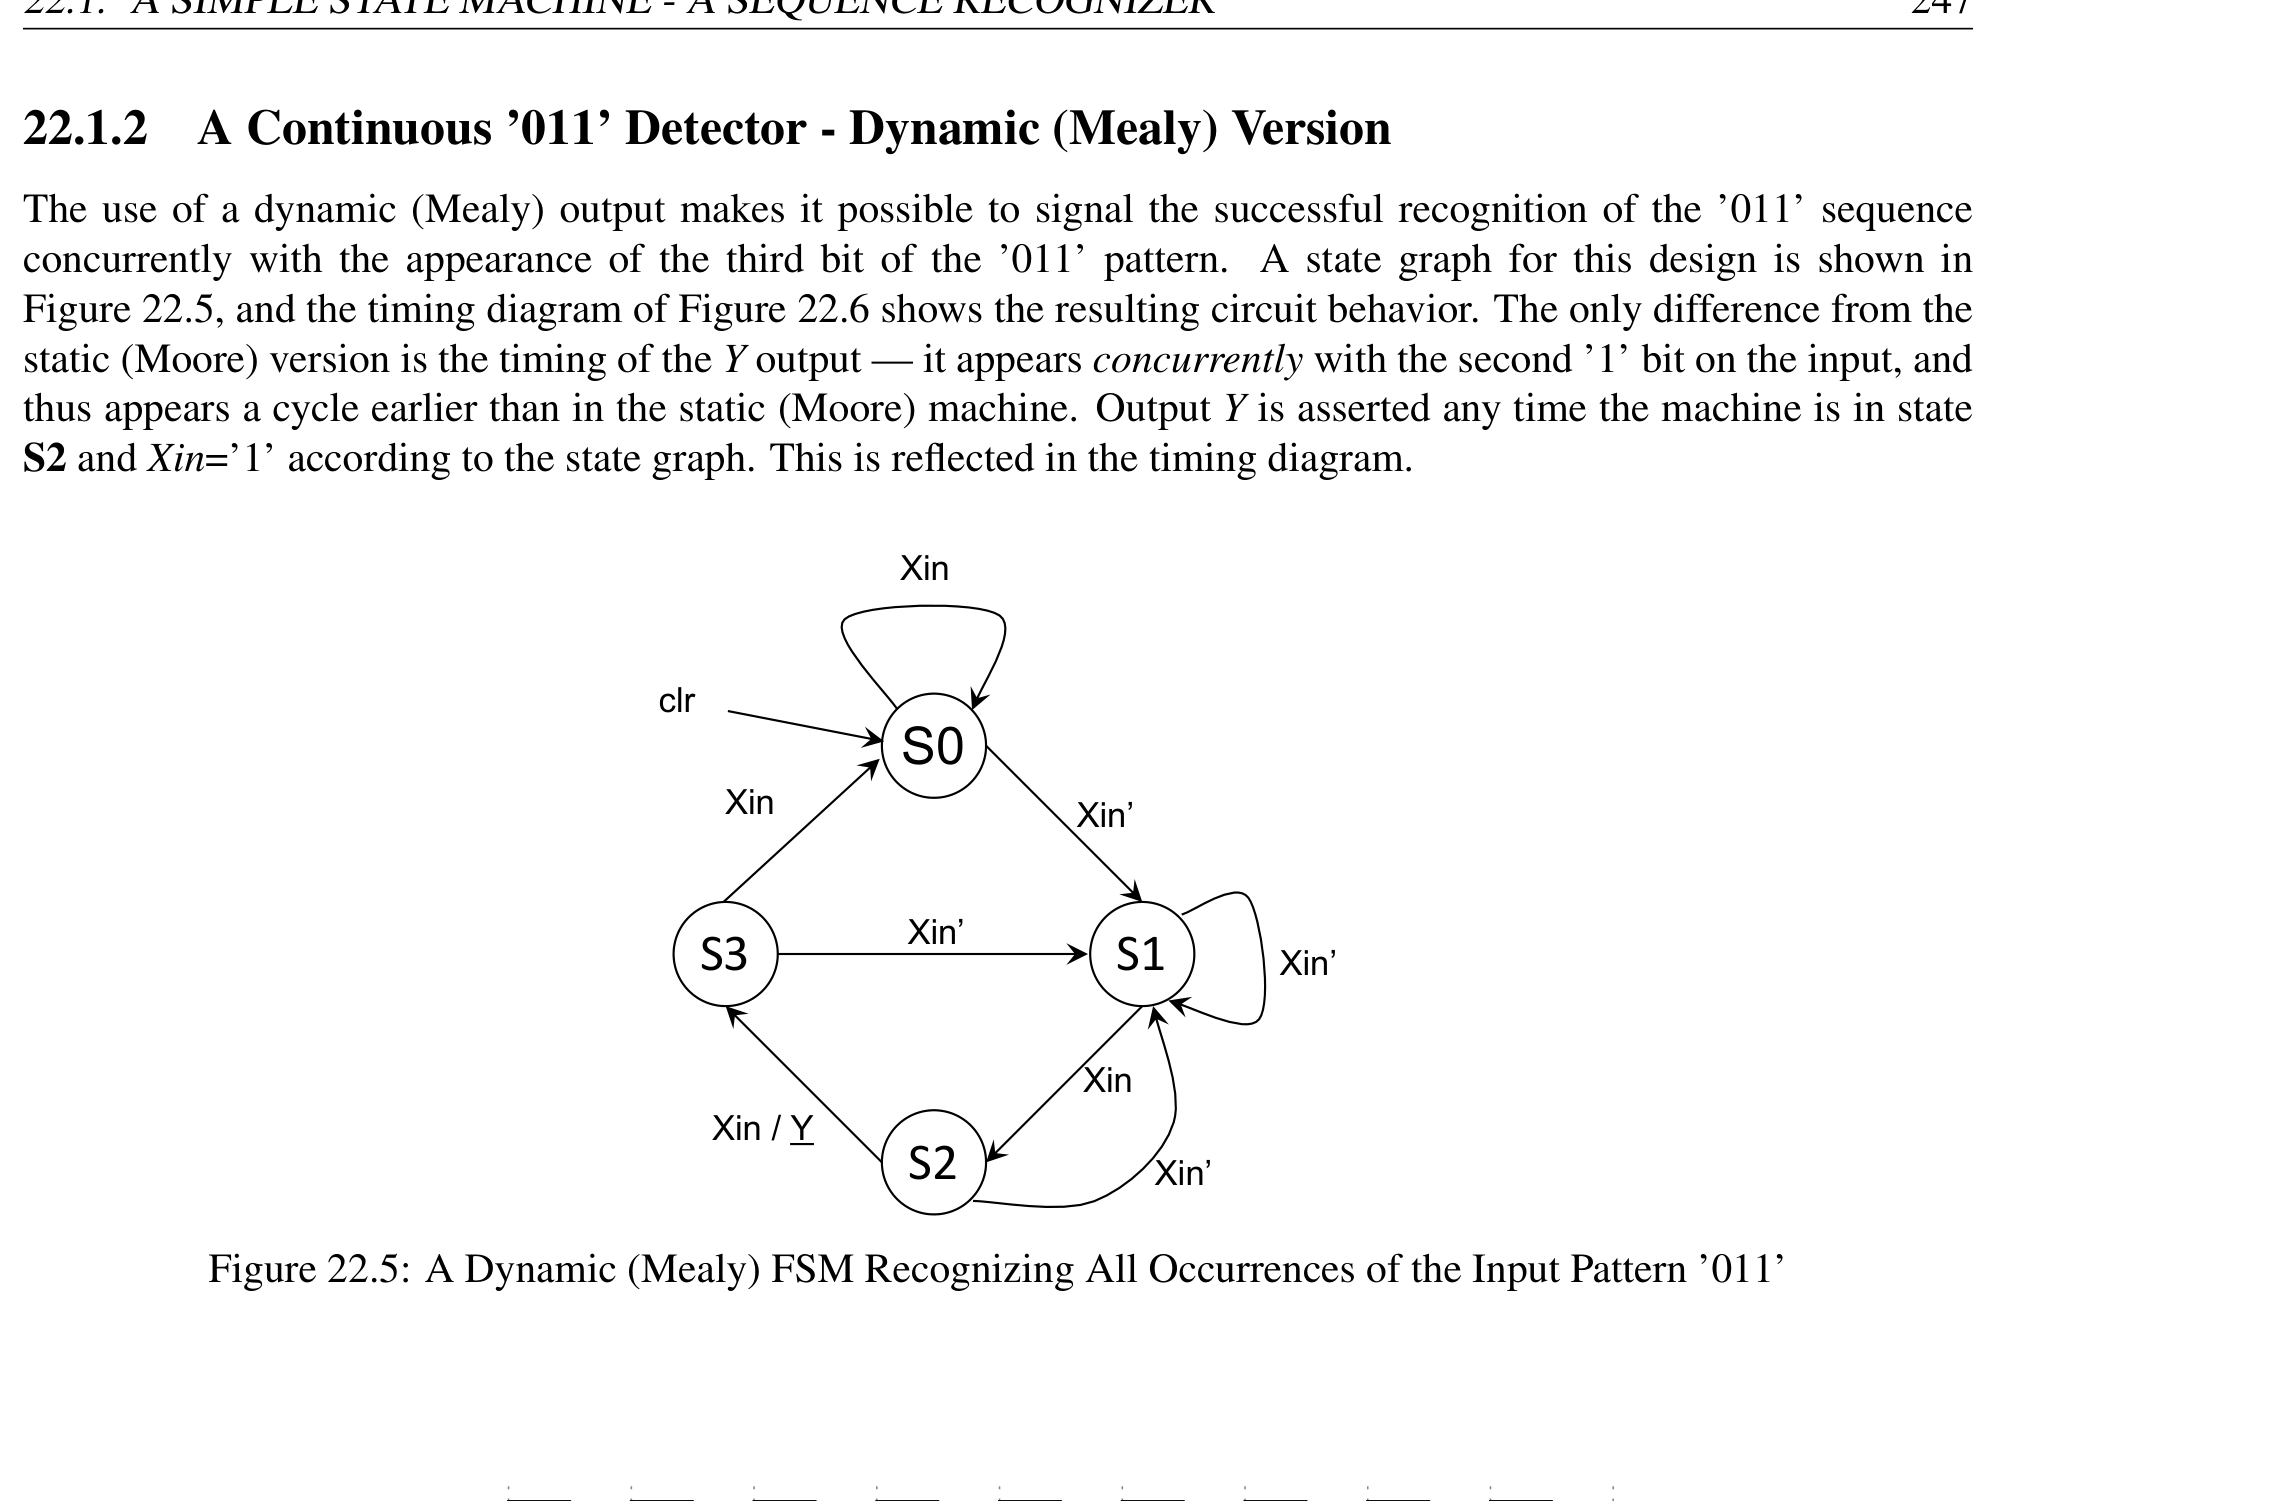 22.1. A SIMPLE STATE MACHINE - A SEQUENCE RECOGNIZER 247
22.1.2 A Continuous ’011’ Detector - Dynamic (Mealy) Version
The use of a dynamic (Mealy) output makes it possible to signal the successful recognition of the ’011’ sequence
concurrently with the appearance of the third bit of the ’011’ pattern. A state graph for this design is shown in
Figure 22.5, and the timing diagram of Figure 22.6 shows the resulting circuit behavior. The only difference from the
static (Moore) version is the timing of the Y output — it appears concurrently with the second ’1’ bit on the input, and
thus appears a cycle earlier than in the static (Moore) machine. Output Y is asserted any time the machine is in state
S2 and Xin=’1’ according to the state graph. This is reflected in the timing diagram.
Xin
clr
S0
Xin
Xin’
Xin’
S3
S1
Xin’
Xin
Xin / Y
S2
Xin’
Figure 22.5: A Dynamic (Mealy) FSM Recognizing All Occurrences of the Input Pattern ’011’